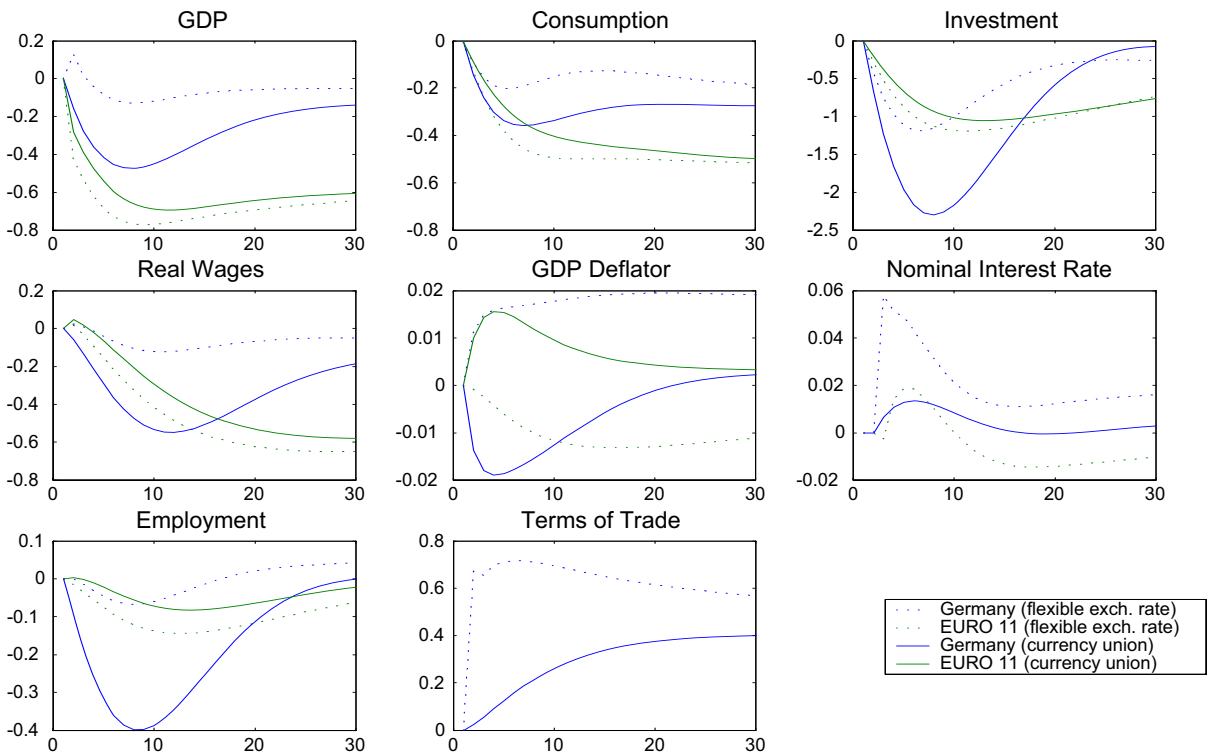 GDP
0.2
0
-0.2
-0.4
-0.6
-0.8
0 10 20 30
Consumption
0
-0.2
-0.4
-0.6
-0.8
0 10 20 30
Investment
0
-0.5
-1
-1.5
-2
-2.5
0 10 20 30
Real Wages
0.2
0
-0.2
-0.4
-0.6
-0.8
0 10 20 30
GDP Deflator
0.02
0.01
0
-0.01
-0.02
0 10 20 30
Nominal Interest Rate
0.06
0.04
0.02
0
-0.02
0 10 20 30
Employment
0.1
0
-0.1
-0.2
-0.3
-0.4
0 10 20 30
Terms of Trade
0.8
0.6
0.4
0.2
0
0 10 20 30
Germany (flexible exch. rate)
EURO 11 (flexible exch. rate)
Germany (currency union)
EURO 11 (currency union)